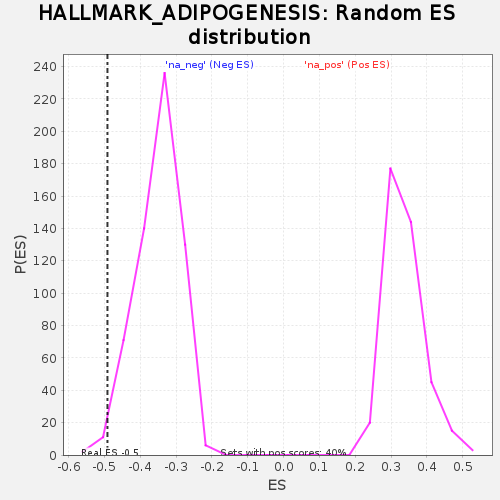 HALLMARK_ADIPOGENESIS: Random ES
distribution
'na_neg' (Neg ES)
'na_pos' (Pos ES)
P(ES)
240
220
200
180
160
140
120
100
80
60
40
20
0
Real ES -0.5
Sets with pos scores: 40%
-0.6 -0.5 -0.4 -0.3 -0.2 -0.1 0.0 0.1 0.2 0.3 0.4 0.5
ES